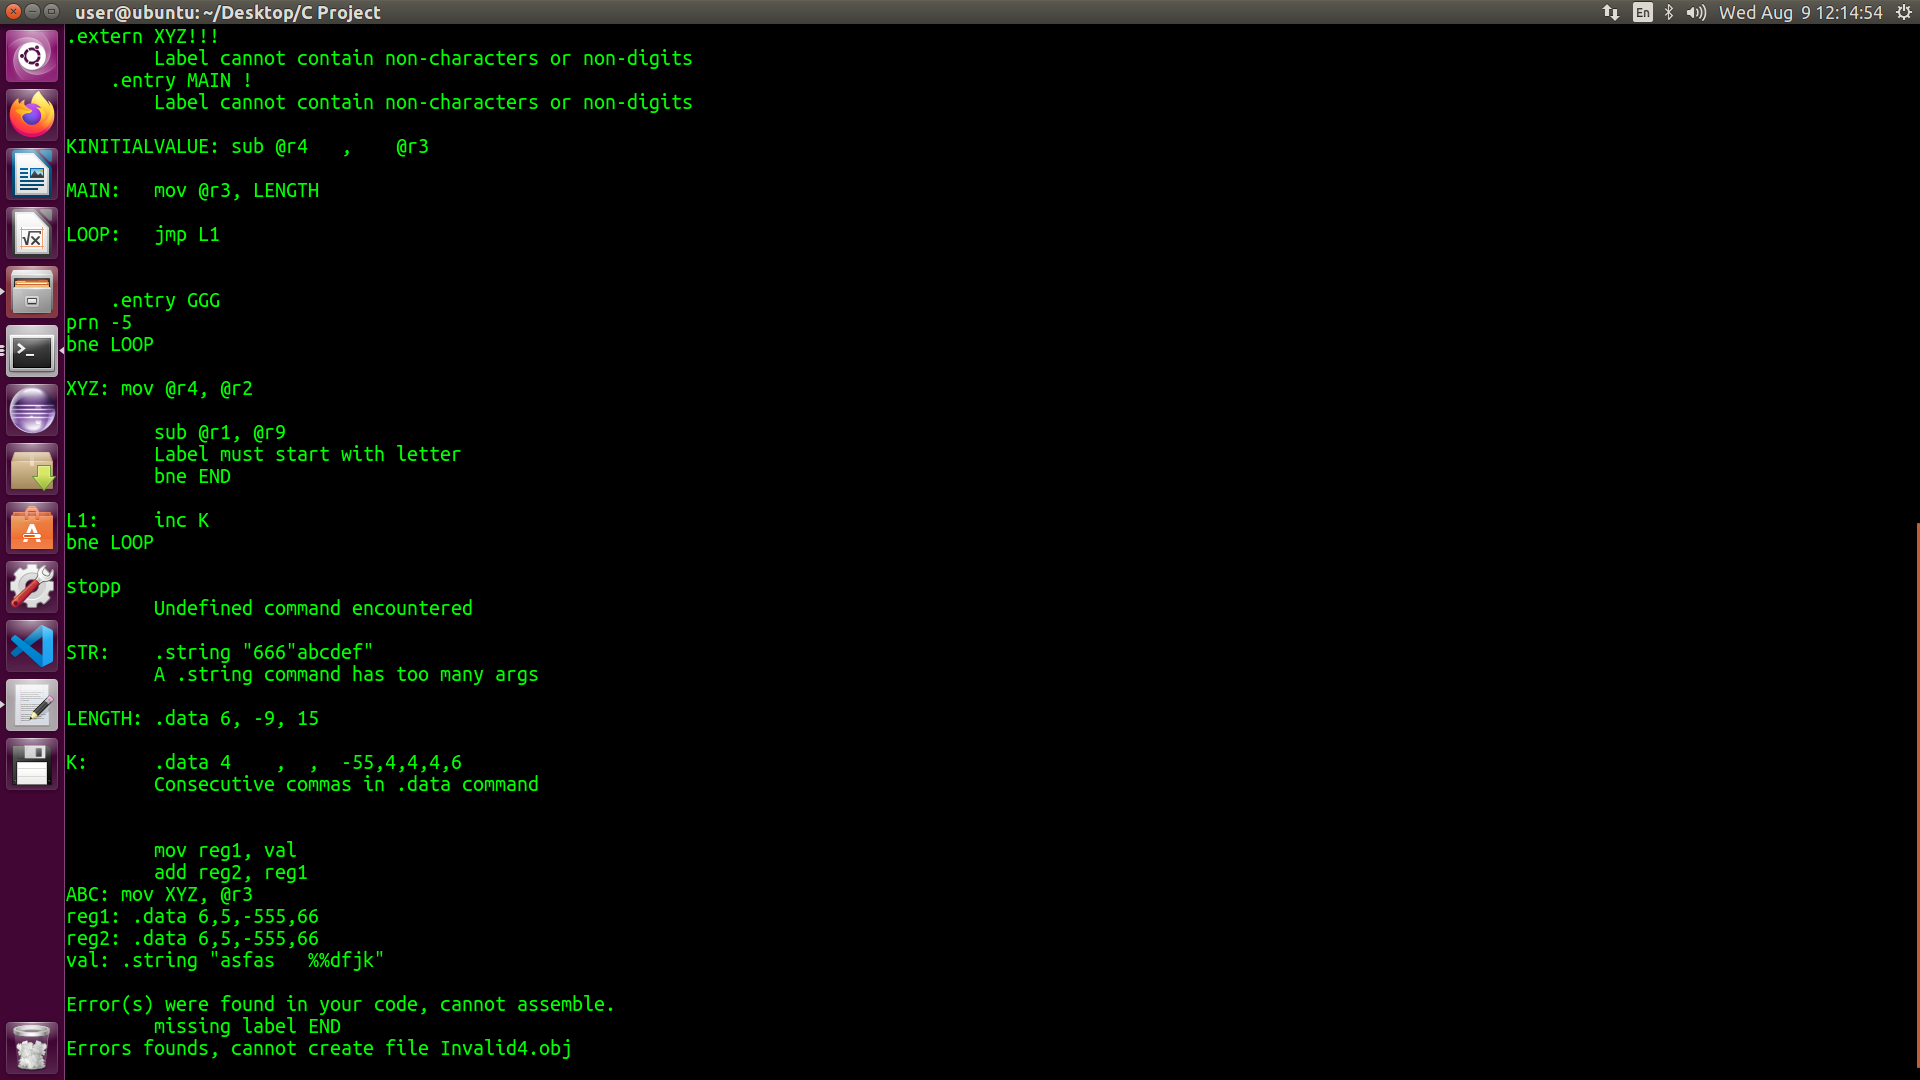 user@ubuntu: ~/Desktop/C Project
En
Wed Aug 9 12:14:54
.extern XYZ!!!
Label cannot contain non-characters or non-digits
.entry MAIN !
Label cannot contain non-characters or non-digits
KINITIALVALUE: sub @r4   ,    @r3
MAIN:   mov @r3, LENGTH
LOOP:   jmp L1
.entry GGG
prn -5
bne LOOP
XYZ: mov @r4, @r2
sub @r1, @r9
Label must start with letter
bne END
L1:     inc K
bne LOOP
stopp
Undefined command encountered
STR:    .string "666"abcdef"
A .string command has too many args
LENGTH: .data 6, -9, 15
K:      .data 4    ,  ,  -55,4,4,4,6
Consecutive commas in .data command
mov reg1, val
add reg2, reg1
ABC: mov XYZ, @r3
reg1: .data 6,5,-555,66
reg2: .data 6,5,-555,66
val: .string "asfas   %%dfjk"
Error(s) were found in your code, cannot assemble.
missing label END
Errors founds, cannot create file Invalid4.obj